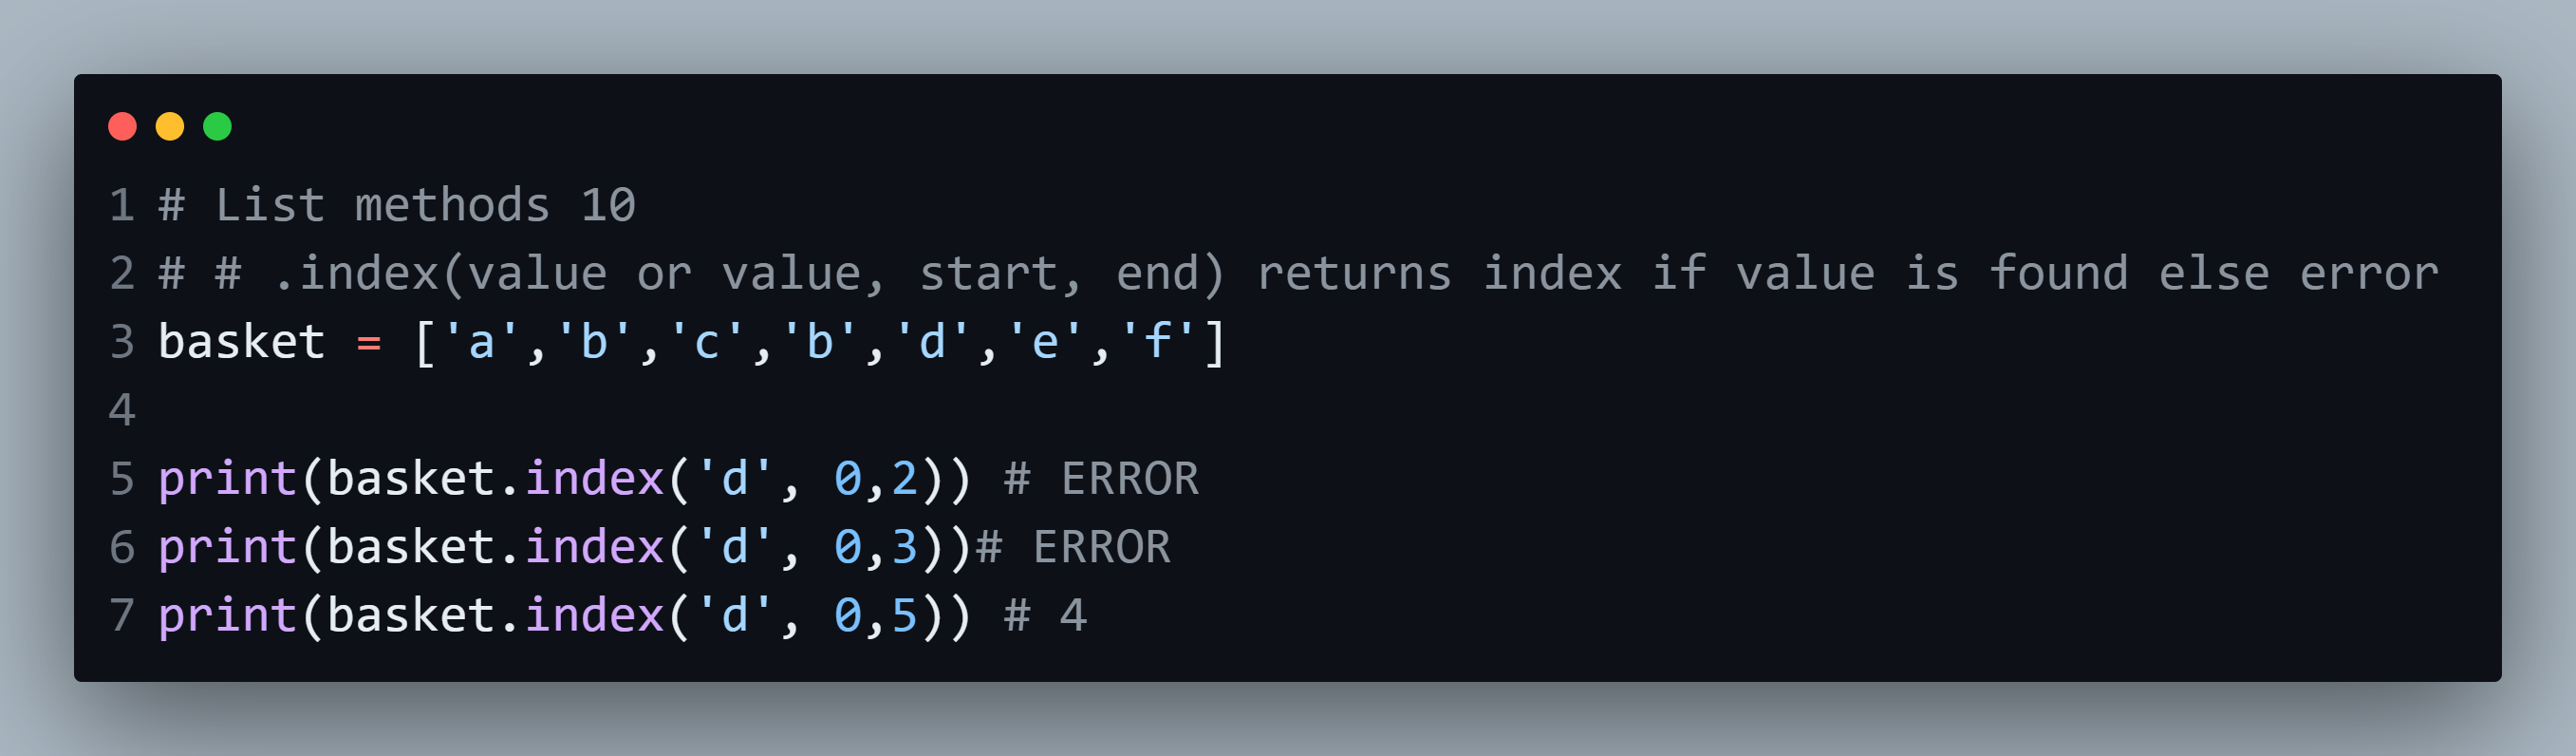 1 # List methods 10
2 # # .index(value or value, start, end) returns index if value is found else error
3 basket = ['a','b','c','b','d','e','f']
4
5 print(basket.index('d', 0,2)) # ERROR
6 print(basket.index('d', 0,3))# ERROR
7 print(basket.index('d', 0,5)) # 4